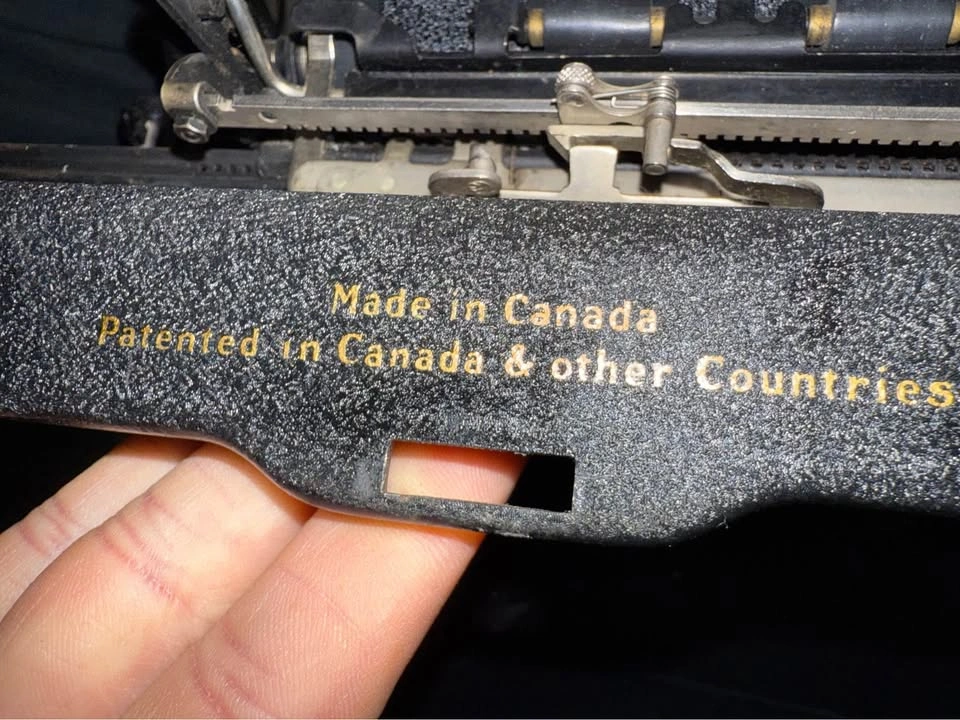 Made in Canada
Patented in Canada & other Countries